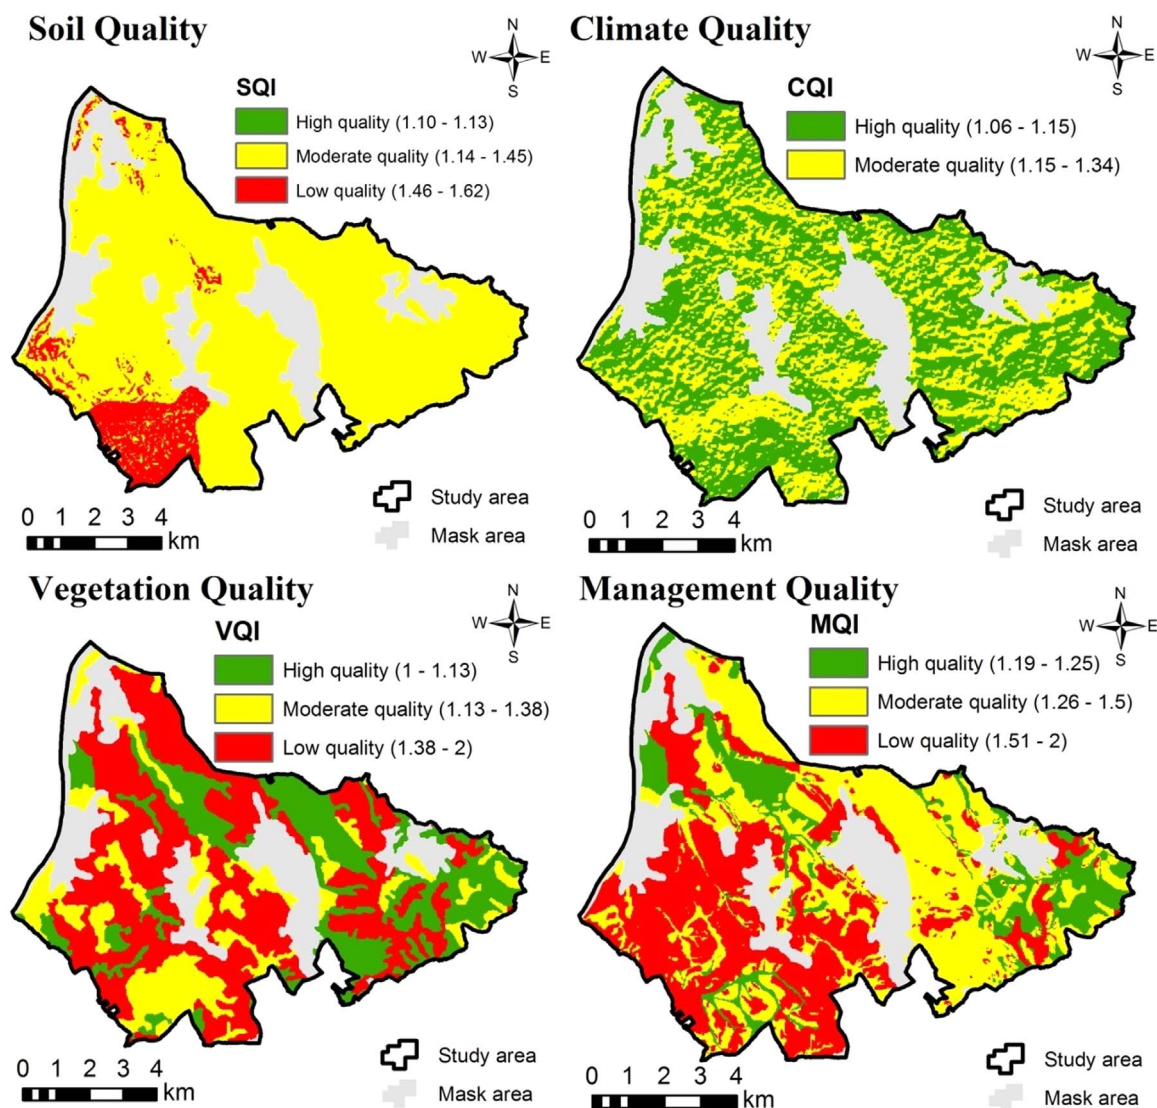 Soil Quality
N
W E
S
SQI
High quality (1.10 - 1.13)
Moderate quality (1.14 - 1.45)
Low quality (1.46 - 1.62)
Study area
Mask area
0 1 2 3 4
km
Climate Quality
N
W E
S
CQI
High quality (1.06 - 1.15)
Moderate quality (1.15 - 1.34)
Study area
Mask area
0 1 2 3 4
km
Vegetation Quality
N
W E
S
VQI
High quality (1 - 1.13)
Moderate quality (1.13 - 1.38)
Low quality (1.38 - 2)
Study area
Mask area
0 1 2 3 4
km
Management Quality
N
W E
S
MQI
High quality (1.19 - 1.25)
Moderate quality (1.26 - 1.5)
Low quality (1.51 - 2)
Study area
Mask area
0 1 2 3 4
km